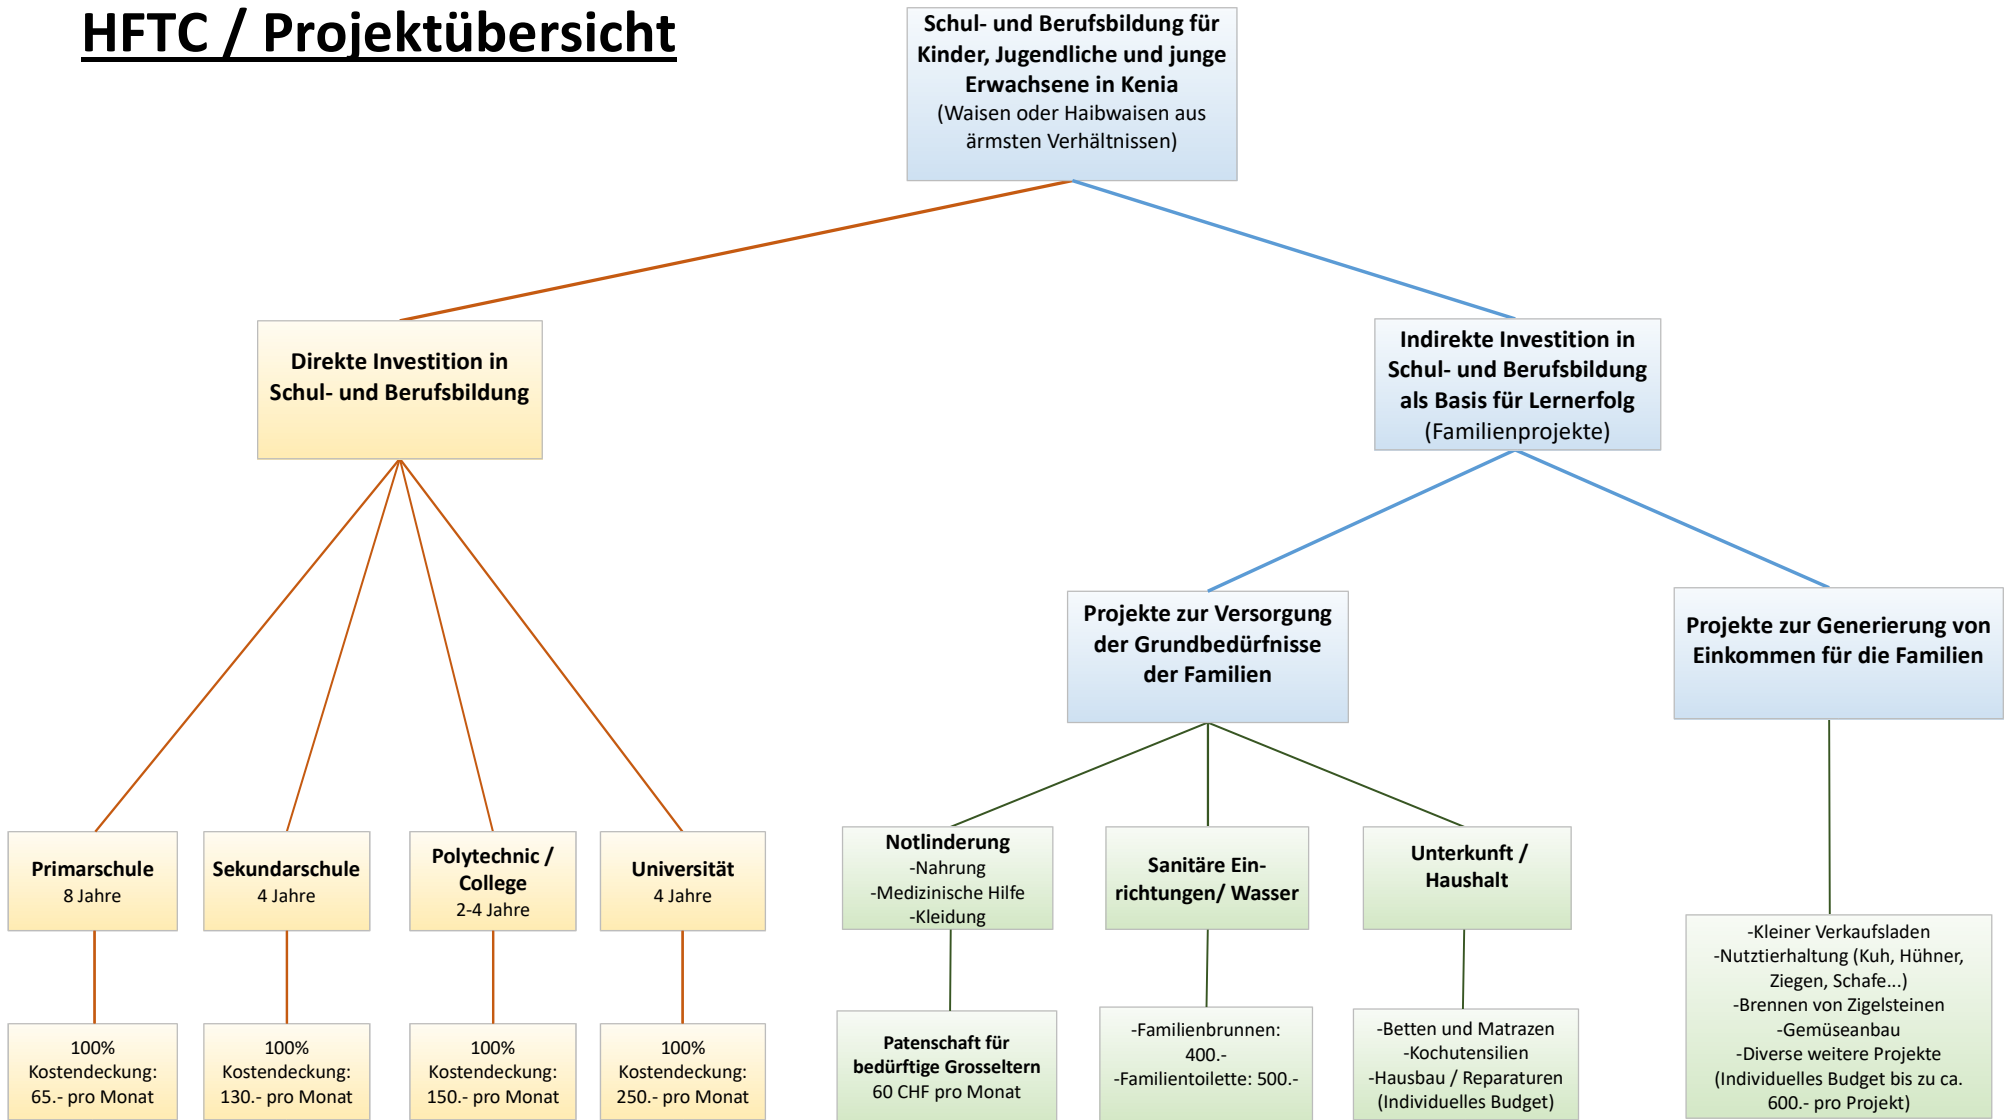 HFTC / Projektübersicht
Schul- und Berufsbildung für
Kinder, Jugendliche und junge
Erwachsene in Kenia
(Waisen oder Haibwaisen aus
ärmsten Verhältnissen)
Direkte Investition in
Schul- und Berufsbildung
Indirekte Investition in
Schul- und Berufsbildung
als Basis für Lernerfolg
(Familienprojekte)
Projekte zur Versorgung
der Grundbedürfnisse
der Familien
Projekte zur Generierung von
Einkommen für die Familien
Primarschule
8 Jahre
Sekundarschule
4 Jahre
Polytechnic /
College
2-4 Jahre
Universität
4 Jahre
Notlinderung
-Nahrung
-Medizinische Hilfe
-Kleidung
Sanitäre Ein-
richtungen/ Wasser
Unterkunft /
Haushalt
100%
Kostendeckung:
65.- pro Monat
100%
Kostendeckung:
130.- pro Monat
100%
Kostendeckung:
150.- pro Monat
100%
Kostendeckung:
250.- pro Monat
Patenschaft für
bedürftige Grosseltern
60 CHF pro Monat
-Familienbrunnen:
400.-
-Familientoilette: 500.-
-Betten und Matrazen
-Kochutensilien
-Hausbau / Reparaturen
(Individuelles Budget)
-Kleiner Verkaufsladen
-Nutztierhaltung (Kuh, Hühner,
Ziegen, Schafe...)
-Brennen von Zigelsteinen
-Gemüseanbau
-Diverse weitere Projekte
(Individuelles Budget bis zu ca.
600.- pro Projekt)